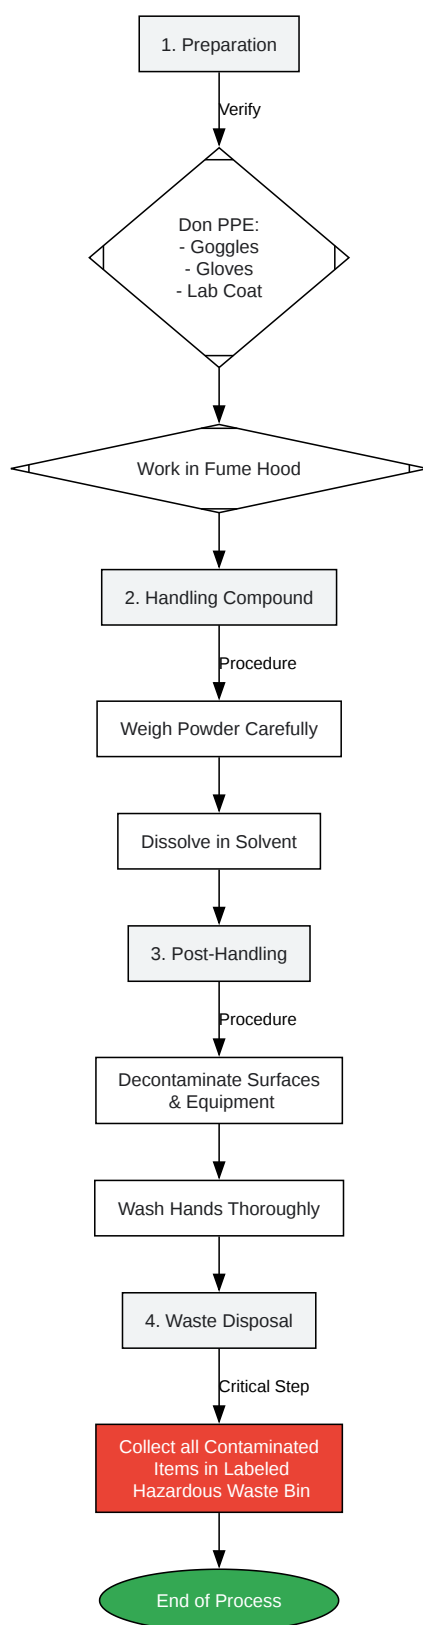 1. Preparation
Verify
Don PPE:
- Goggles
- Gloves
- Lab Coat
Work in Fume Hood
2. Handling Compound
Procedure
Weigh Powder Carefully
Dissolve in Solvent
3. Post-Handling
Procedure
Decontaminate Surfaces
& Equipment
Wash Hands Thoroughly
4. Waste Disposal
Critical Step
Collect all Contaminated
Items in Labeled
Hazardous Waste Bin
End of Process